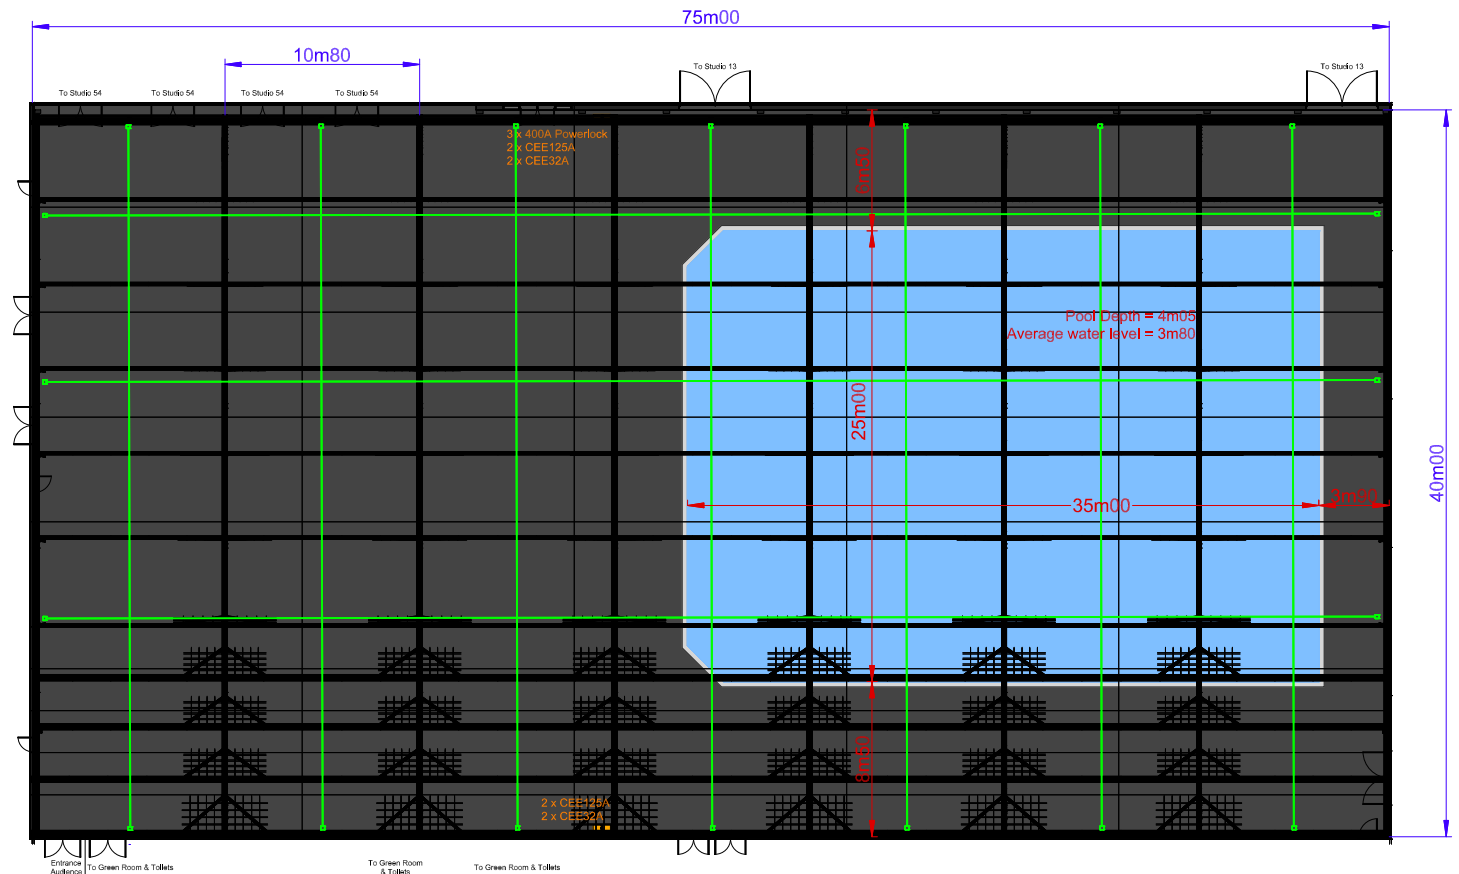 75m00
10m80
To Studio 13
To Studio 13
To Studio 54
To Studio 54
To Studio 54
To Studio 54
3 x 400A Powerlock
2 x CEE125A
2 x CEE32A
6m50
Pool Depth = 4m05
Average water level = 3m80
25m00
40m00
35m00
3m90
8m50
2 x CEE125A
2 x CEE32A
Entrance
Audience
To Green Room & Toilets
To Green Room
& Toilets
To Green Room & Toilets